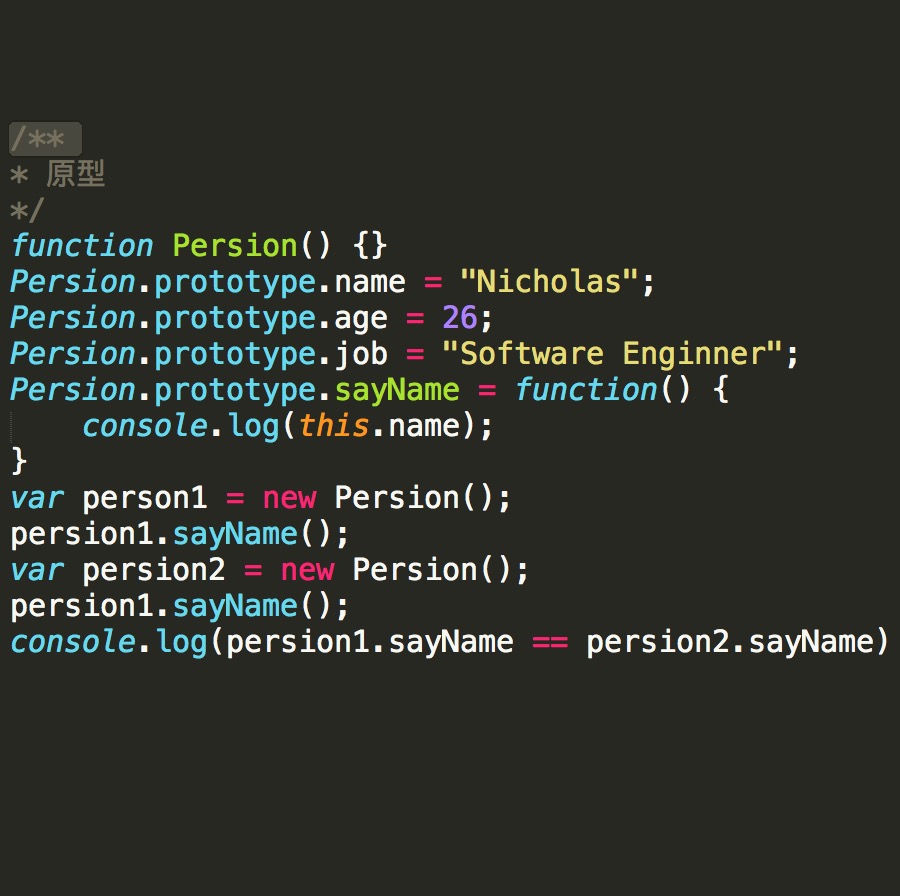 /**
* 原型
*/
function Persion() {}
Persion.prototype.name = "Nicholas";
Persion.prototype.age = 26;
Persion.prototype.job = "Software Enginner";
Persion.prototype.sayName = function() {
    console.log(this.name);
}
var person1 = new Persion();
persion1.sayName();
var persion2 = new Persion();
persion1.sayName();
console.log(persion1.sayName == persion2.sayName)